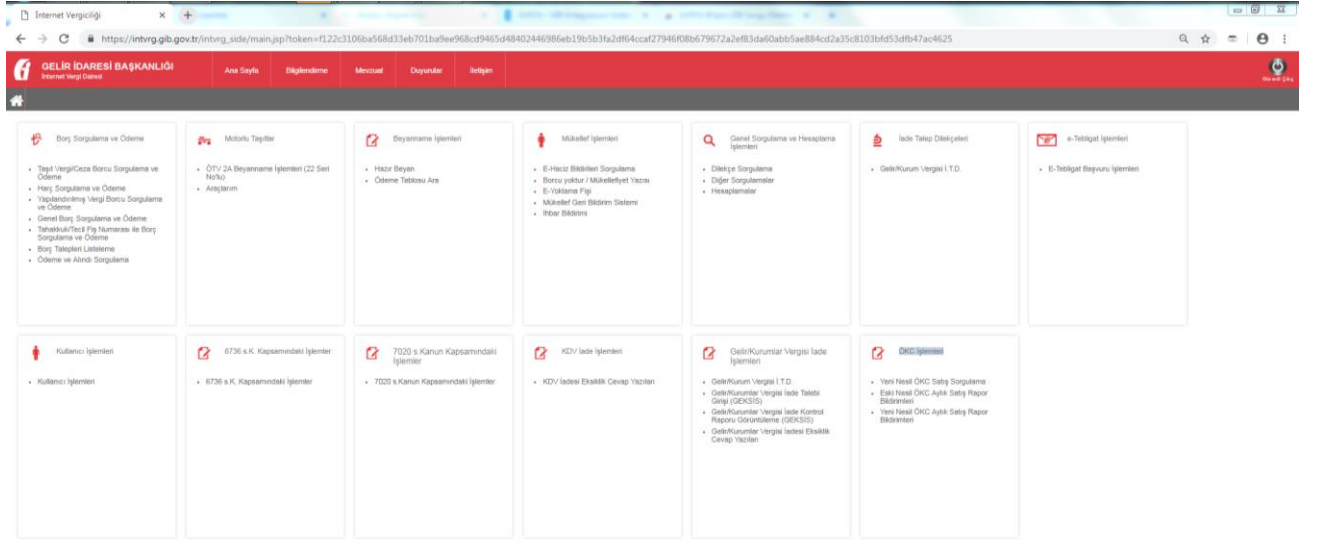 İnternet Vergiciliği
https://intvrg.gib.gov.tr/intvrg_side/main.jsp?token=f122c3106ba568d33eb701ba9ee968cd9465d48402446986eb19b5b3fa2df64ccaf27946f08b679672a2ef83da60abb5ae884cd2a35c8103bfd53dfb47ac4625
GELİR İDARESİ BAŞKANLIĞI
İnternet Vergi Dairesi
Ana Sayfa
Bilgilendirme
Mevzuat
Duyurular
İletişim
Güvenli Çıkış
Borç Sorgulama ve Ödeme
Taşıt Vergi/Ceza Borcu Sorgulama ve
Ödeme
Harç Sorgulama ve Ödeme
Yapılandırılmış Vergi Borcu Sorgulama
ve Ödeme
Genel Borç Sorgulama ve Ödeme
Tahakkuk/Tecil Fiş Numarası ile Borç
Sorgulama ve Ödeme
Borç Talepleri Listeleme
Ödeme ve Alındı Sorgulama
Motorlu Taşıtlar
ÖTV 2A Beyanname İşlemleri (22 Seri
No'lu)
Araçlarım
Beyanname İşlemleri
Hazır Beyan
Ödeme Tablosu Ara
Mükellef İşlemleri
E-Haciz Bildirileri Sorgulama
Borcu yoktur / Mükellefiyet Yazısı
E-Yoklama Fişi
Mükellef Geri Bildirim Sistemi
İhbar Bildirimi
Genel Sorgulama ve Hesaplama
İşlemleri
Dilekçe Sorgulama
Diğer Sorgulamalar
Hesaplamalar
İade Talep Dilekçeleri
Gelir/Kurum Vergisi İ.T.D.
e-Tebligat İşlemleri
E-Tebligat Başvuru İşlemleri
Kullanıcı İşlemleri
Kullanıcı İşlemleri
6736 s.K. Kapsamındaki İşlemler
6736 s.K. Kapsamındaki İşlemler
7020 s.Kanun Kapsamındaki
İşlemler
7020 s.Kanun Kapsamındaki İşlemler
KDV İade İşlemleri
KDV İadesi Eksiklik Cevap Yazıları
Gelir/Kurumlar Vergisi İade
İşlemleri
Gelir/Kurum Vergisi İ.T.D.
Gelir/Kurumlar Vergisi İade Talebi
Girişi (GEKSİS)
Gelir/Kurumlar Vergisi İade Kontrol
Raporu Görüntüleme (GEKSİS)
Gelir/Kurumlar Vergisi İadesi Eksiklik
Cevap Yazıları
ÖKC İşlemleri
Yeni Nesil ÖKC Satış Sorgulama
Eski Nesil ÖKC Aylık Satış Rapor
Bildirimleri
Yeni Nesil ÖKC Aylık Satış Rapor
Bildirimleri